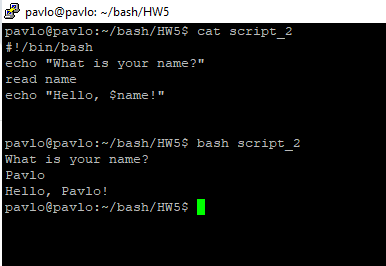 pavlo@pavlo: ~/bash/HW5
pavlo@pavlo:~/bash/HW5$ cat script_2
#!/bin/bash
echo "What is your name?"
read name
echo "Hello, $name!"
pavlo@pavlo:~/bash/HW5$ bash script_2
What is your name?
Pavlo
Hello, Pavlo!
pavlo@pavlo:~/bash/HW5$